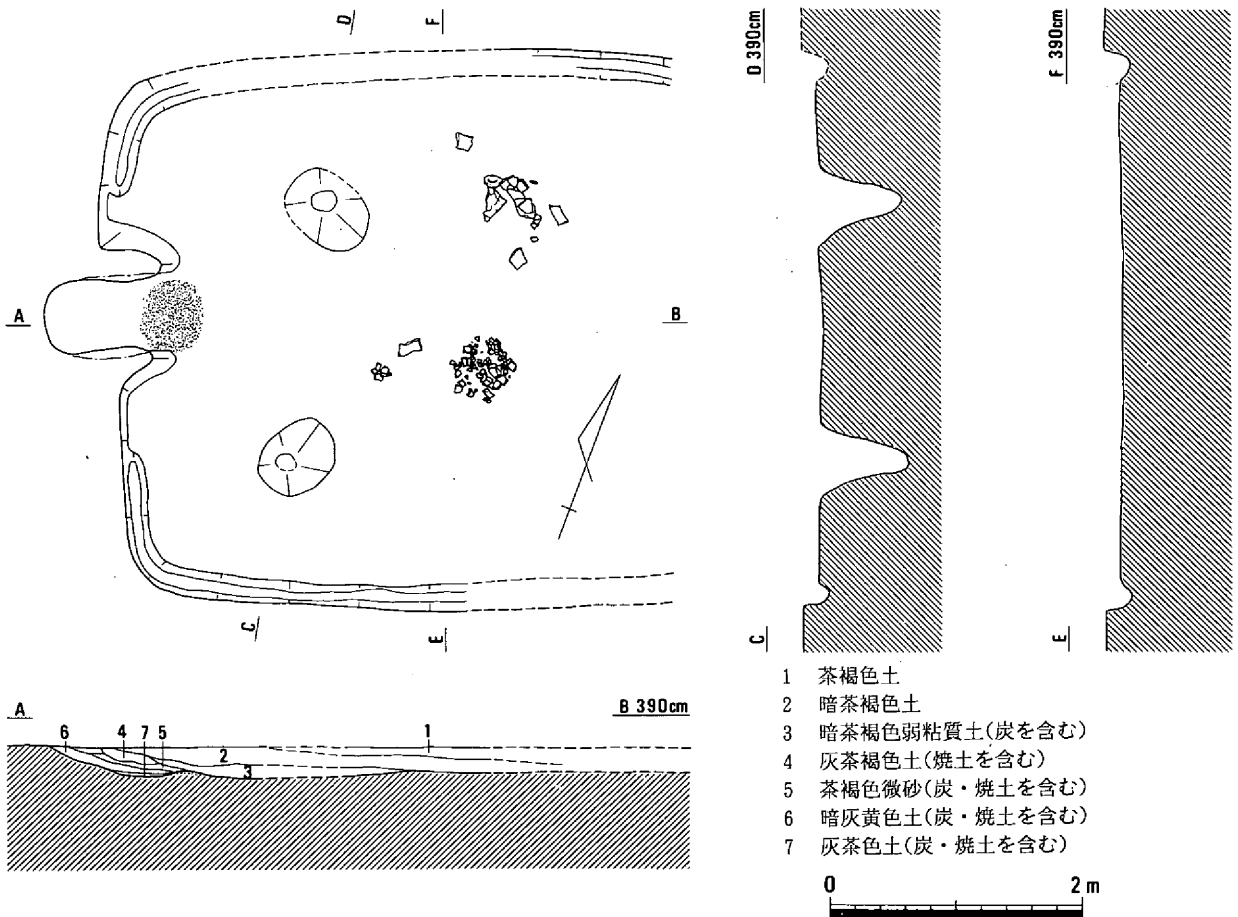 D
F
A
B
C
E
D 390cm
F 390cm
C
E
A
B 390cm
6 4 7 5
1
2
3
1 茶褐色土
2 暗茶褐色土
3 暗茶褐色弱粘質土(炭を含む)
4 灰茶褐色土(焼土を含む)
5 茶褐色微砂(炭・焼土を含む)
6 暗灰黄色土(炭・焼土を含む)
7 灰茶色土(炭・焼土を含む)
0 2m